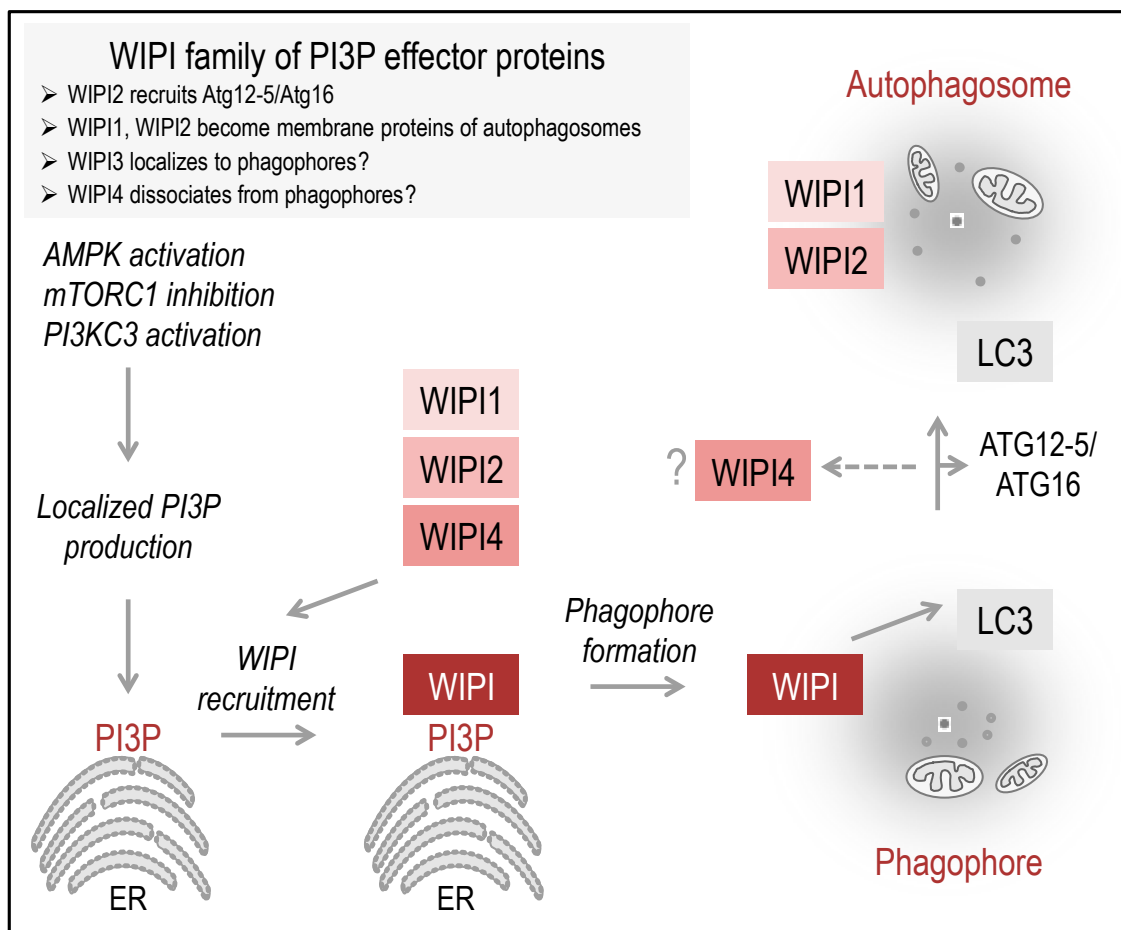 WIPI family of PI3P effector proteins
➢ WIPI2 recruits Atg12-5/Atg16
➢ WIPI1, WIPI2 become membrane proteins of autophagosomes
➢ WIPI3 localizes to phagophores?
➢ WIPI4 dissociates from phagophores?
Autophagosome
WIPI1
WIPI2
LC3
AMPK activation
mTORC1 inhibition
PI3KC3 activation
WIPI1
WIPI2
WIPI4
? WIPI4
ATG12-5/
ATG16
Localized PI3P
production
WIPI
recruitment
Phagophore
formation
LC3
WIPI
WIPI
PI3P
PI3P
ER
ER
Phagophore